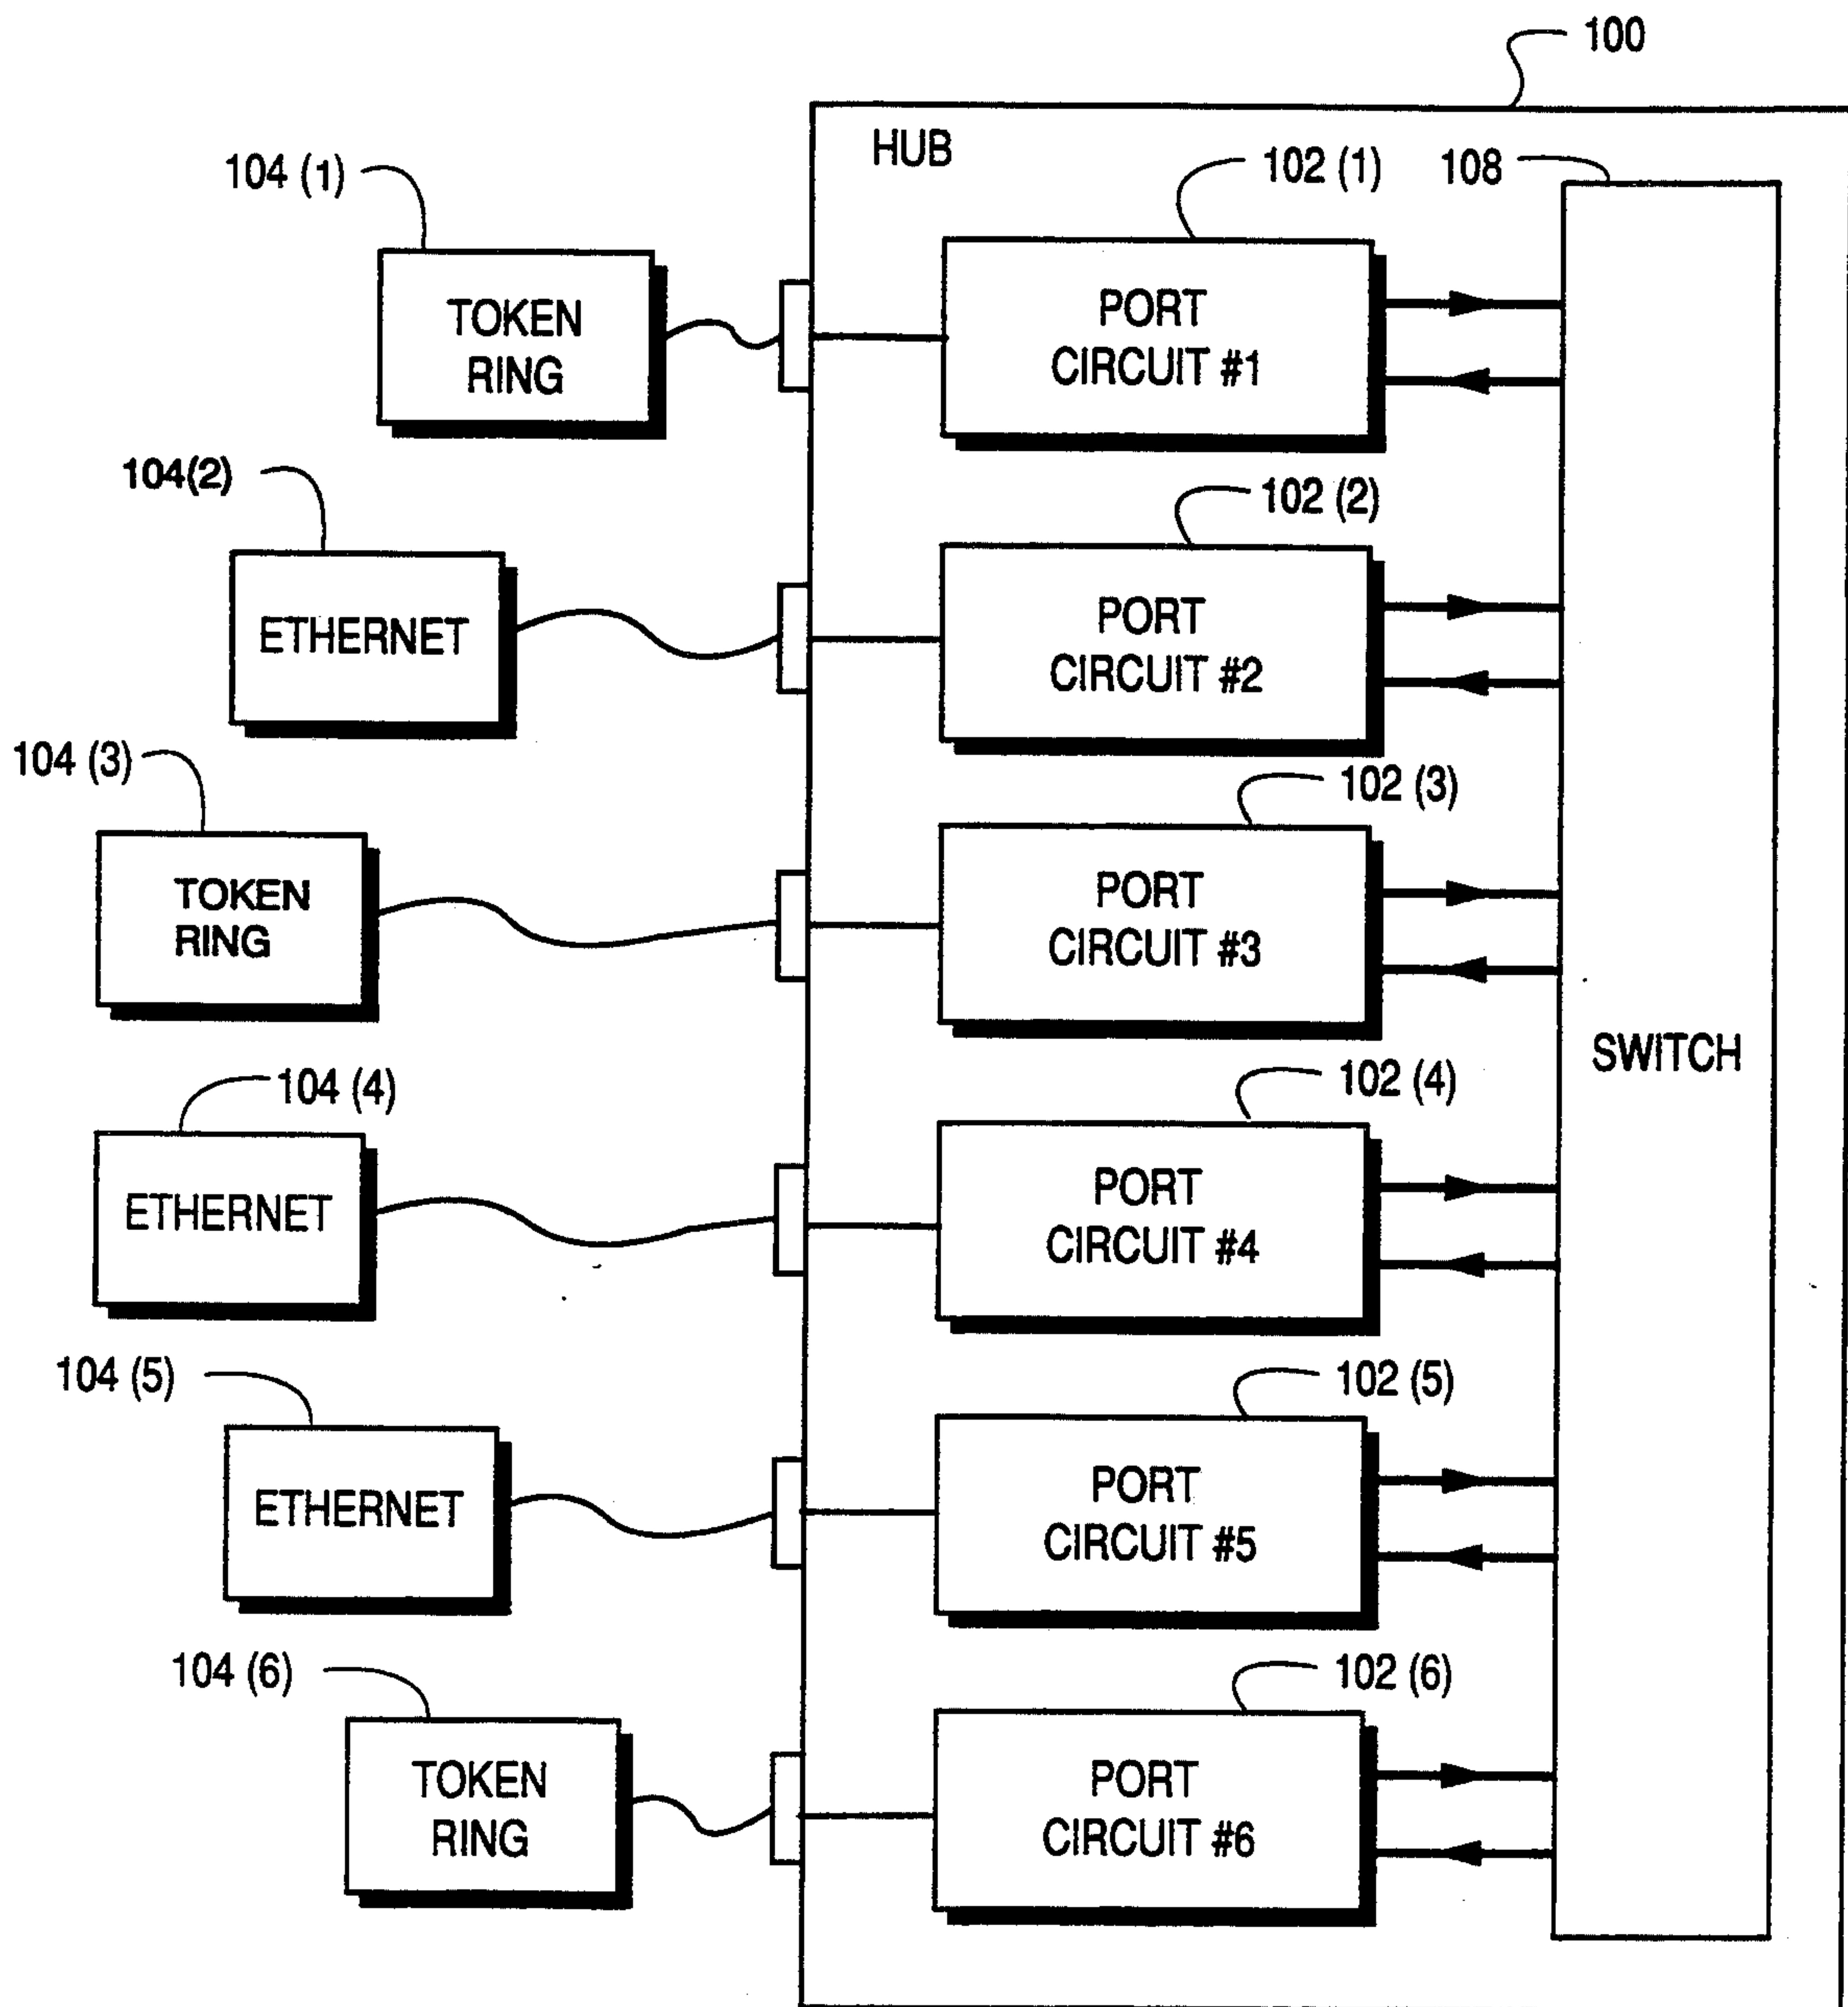 100
HUB
104 (1)
102 (1)
108
TOKEN
RING
PORT
CIRCUIT #1
104(2)
102 (2)
ETHERNET
PORT
CIRCUIT #2
104 (3)
102 (3)
TOKEN
RING
PORT
CIRCUIT #3
SWITCH
104 (4)
102 (4)
ETHERNET
PORT
CIRCUIT #4
104 (5)
102 (5)
ETHERNET
PORT
CIRCUIT #5
104 (6)
102 (6)
TOKEN
RING
PORT
CIRCUIT #6